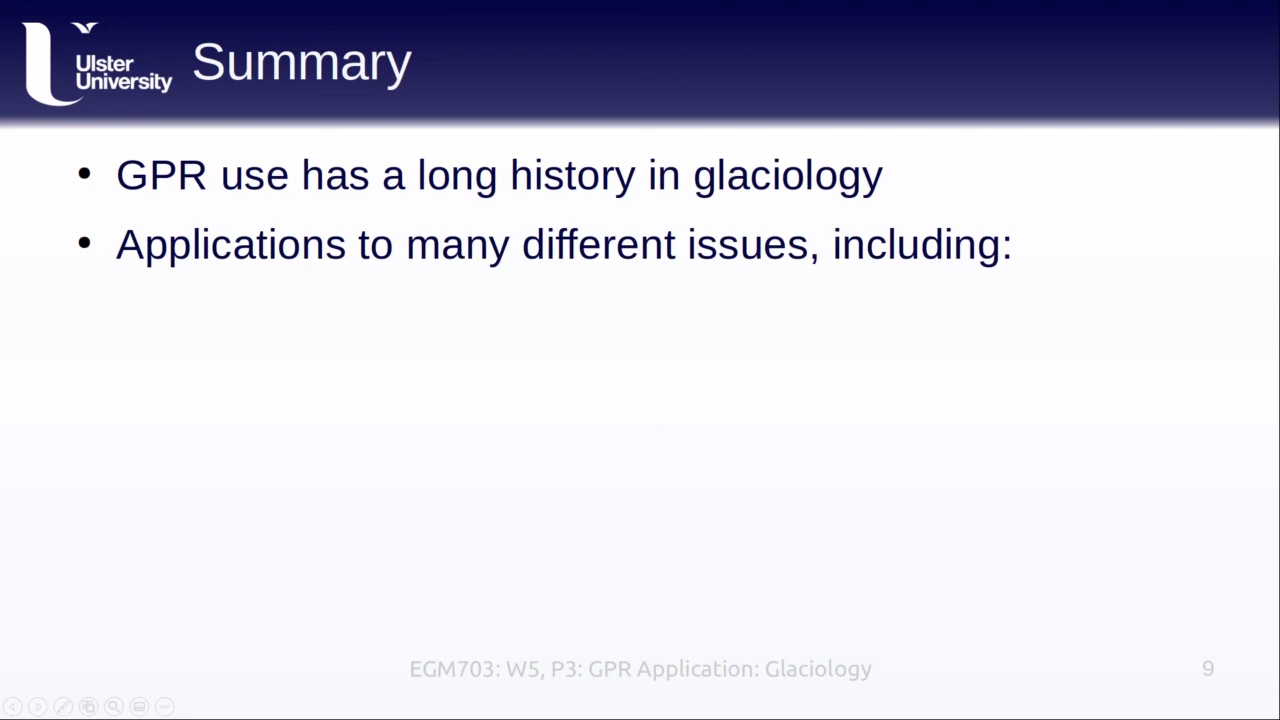 Ulster
University
Summary
• GPR use has a long history in glaciology
• Applications to many different issues, including:
EGM703: W5, P3: GPR Application: Glaciology
9